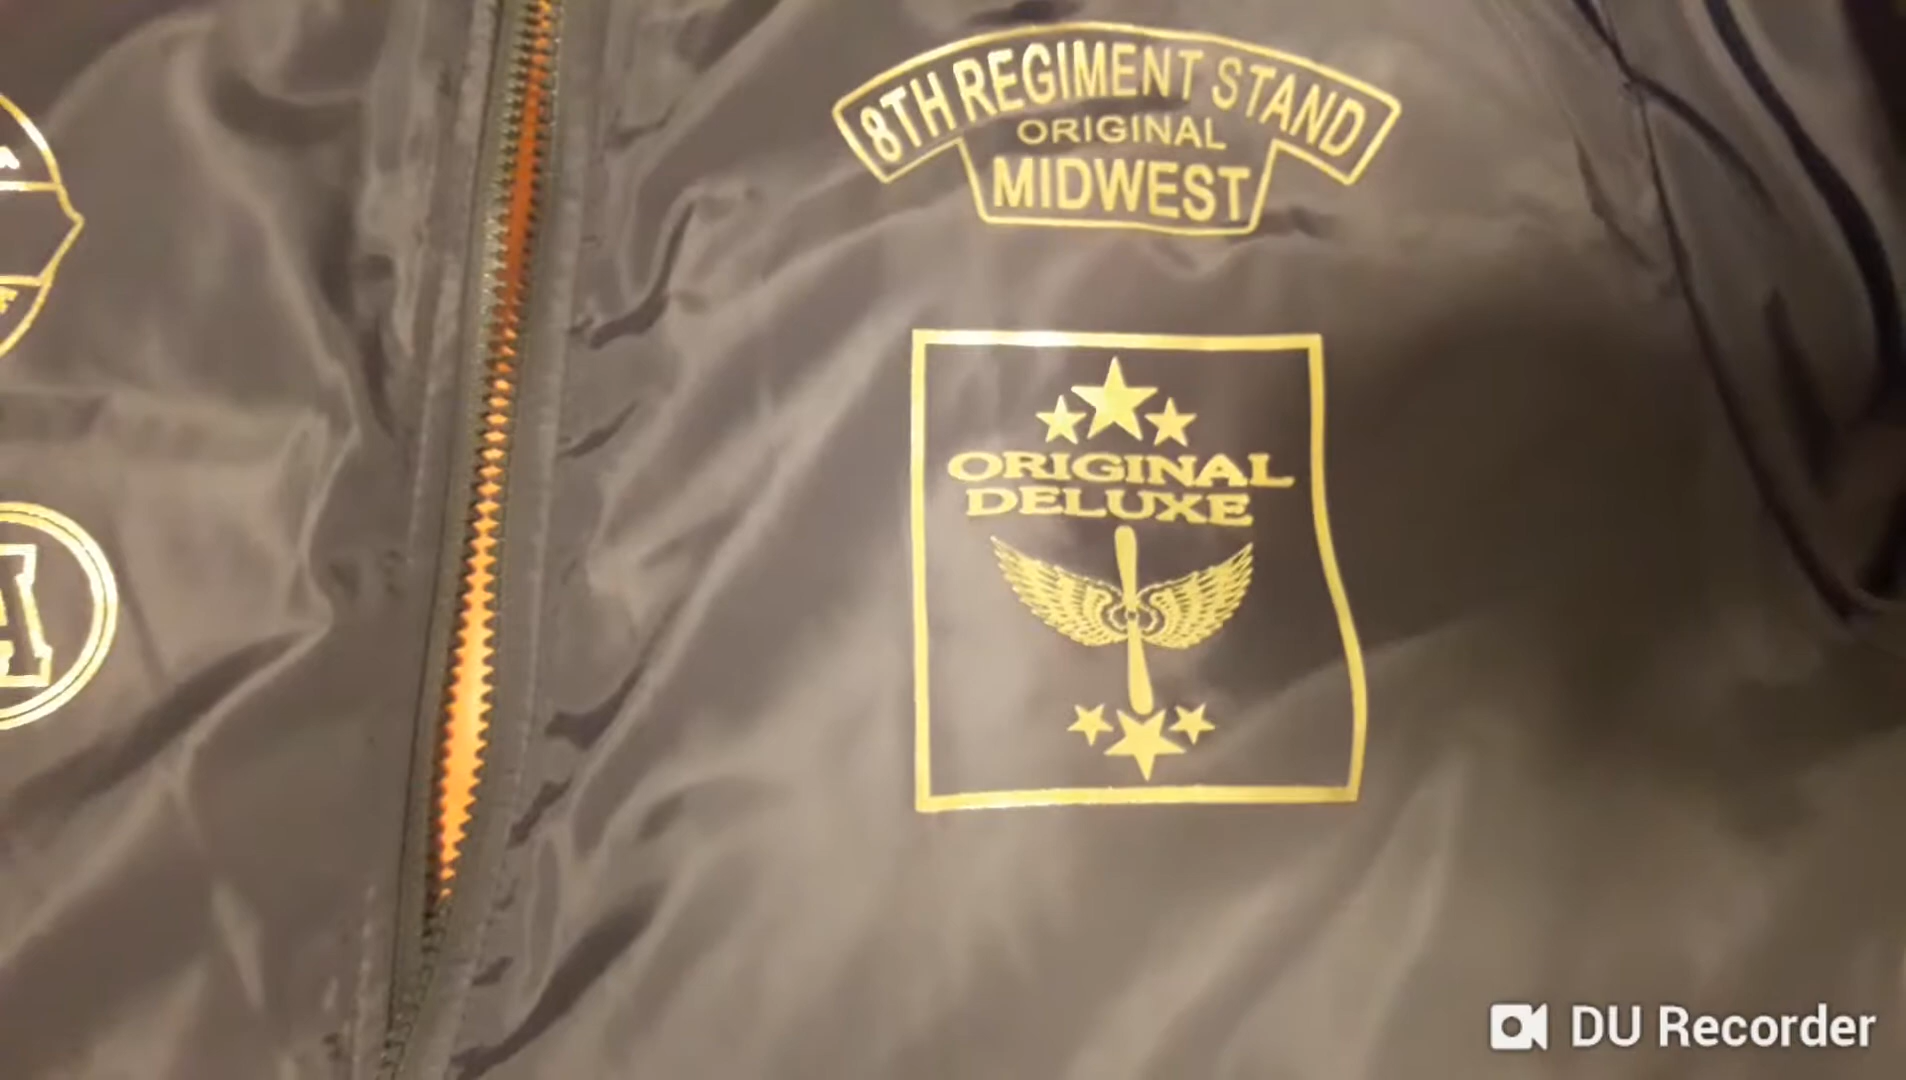 8TH REGIMENT STAND
ORIGINAL
MIDWEST
ORIGINAL
DELUXE
A
DU Recorder